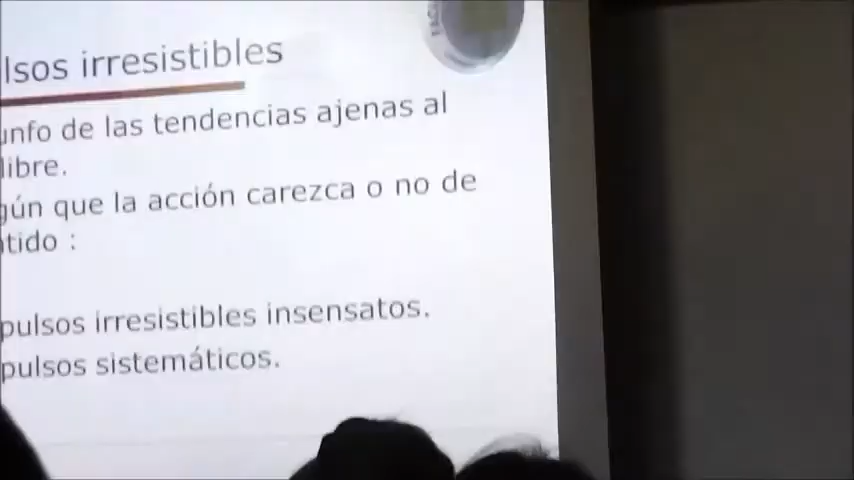 lsos irresistibles
unfo de las tendencias ajenas al
libre.
gún que la acción carezca o no de
tido :
pulsos irresistibles insensatos.
pulsos sistemáticos.